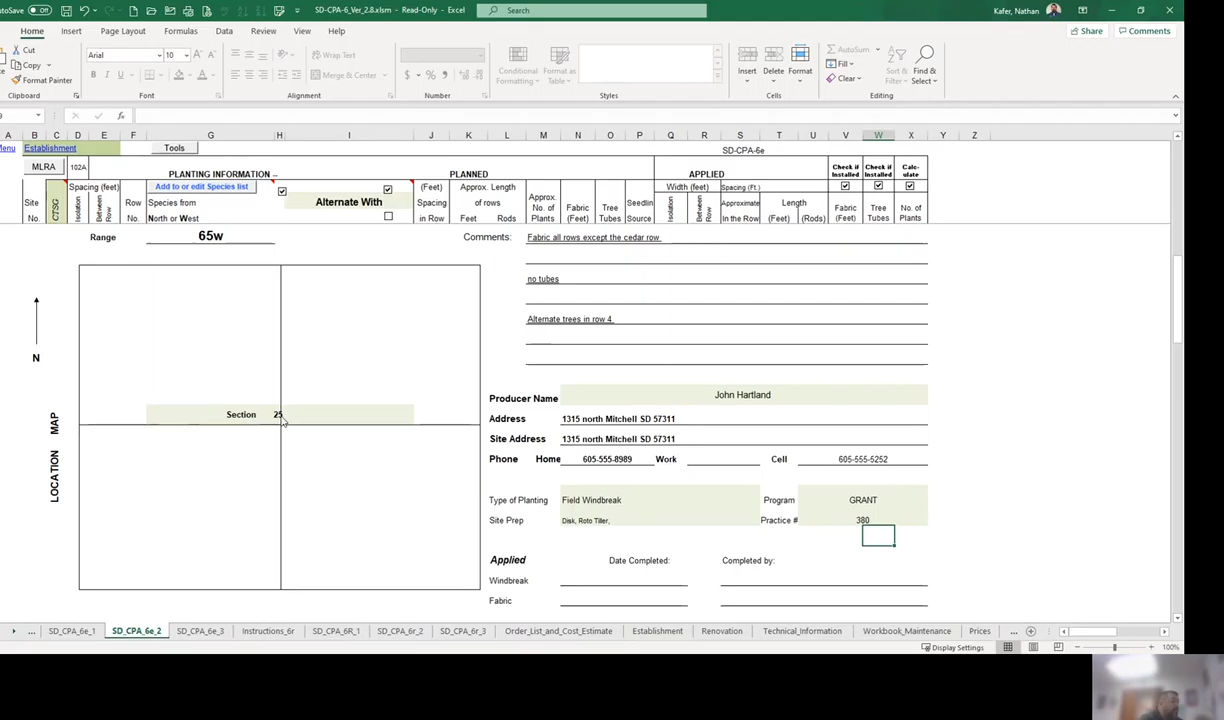 AutoSave Off SD-CPA-6_Ver_2.8.xlsm - Read-Only - Excel Search Kafer, Nathan
Home Insert Page Layout Formulas Data Review View Help Share Comments
Cut
Copy
Format Painter
Clipboard
Arial 10
Font
Wrap Text
Merge & Center
Alignment
Number
Conditional Formatting
Format as Table
Styles
Insert Delete Format
Cells
AutoSum
Fill
Clear
Sort & Filter
Find & Select
Editing
A B C D E F G H I J K L M N O P Q R S T U V W X Y Z
Menu Establishment Tools SD-CPA-6e
MLRA 102A PLANTING INFORMATION -- PLANNED APPLIED Check if Installed Check if Installed Calc-ulate
Spacing (feet) Add to or edit Species list (Feet) Approx. Length Width (feet) Spacing (Ft.)
Site No. CTSG Isolation Between Row Row No. Species from North or West Alternate With Spacing in Row of rows Feet Rods Approx. No. of Plants Fabric (Feet) Tree Tubes Seedlin Source Isolation Between Row Approximate In the Row Length (Feet) (Rods) Fabric (Feet) Tree Tubes No. of Plants
Range 65w Comments: Fabric all rows except the cedar row
no tubes
Alternate trees in row 4
N
LOCATION MAP
Section 25
Producer Name John Hartland
Address 1315 north Mitchell SD 57311
Site Address 1315 north Mitchell SD 57311
Phone Home 605-555-8989 Work Cell 605-555-5252
Type of Planting Field Windbreak Program GRANT
Site Prep Disk, Roto Tiller, Practice # 380
Applied Date Completed: Completed by:
Windbreak
Fabric
... SD_CPA_6e_1 SD_CPA_6e_2 SD_CPA_6e_3 Instructions_6r SD_CPA_6R_1 SD_CPA_6r_2 SD_CPA_6r_3 Order_List_and_Cost_Estimate Establishment Renovation Technical_Information Workbook_Maintenance Prices ...
Display Settings 100%